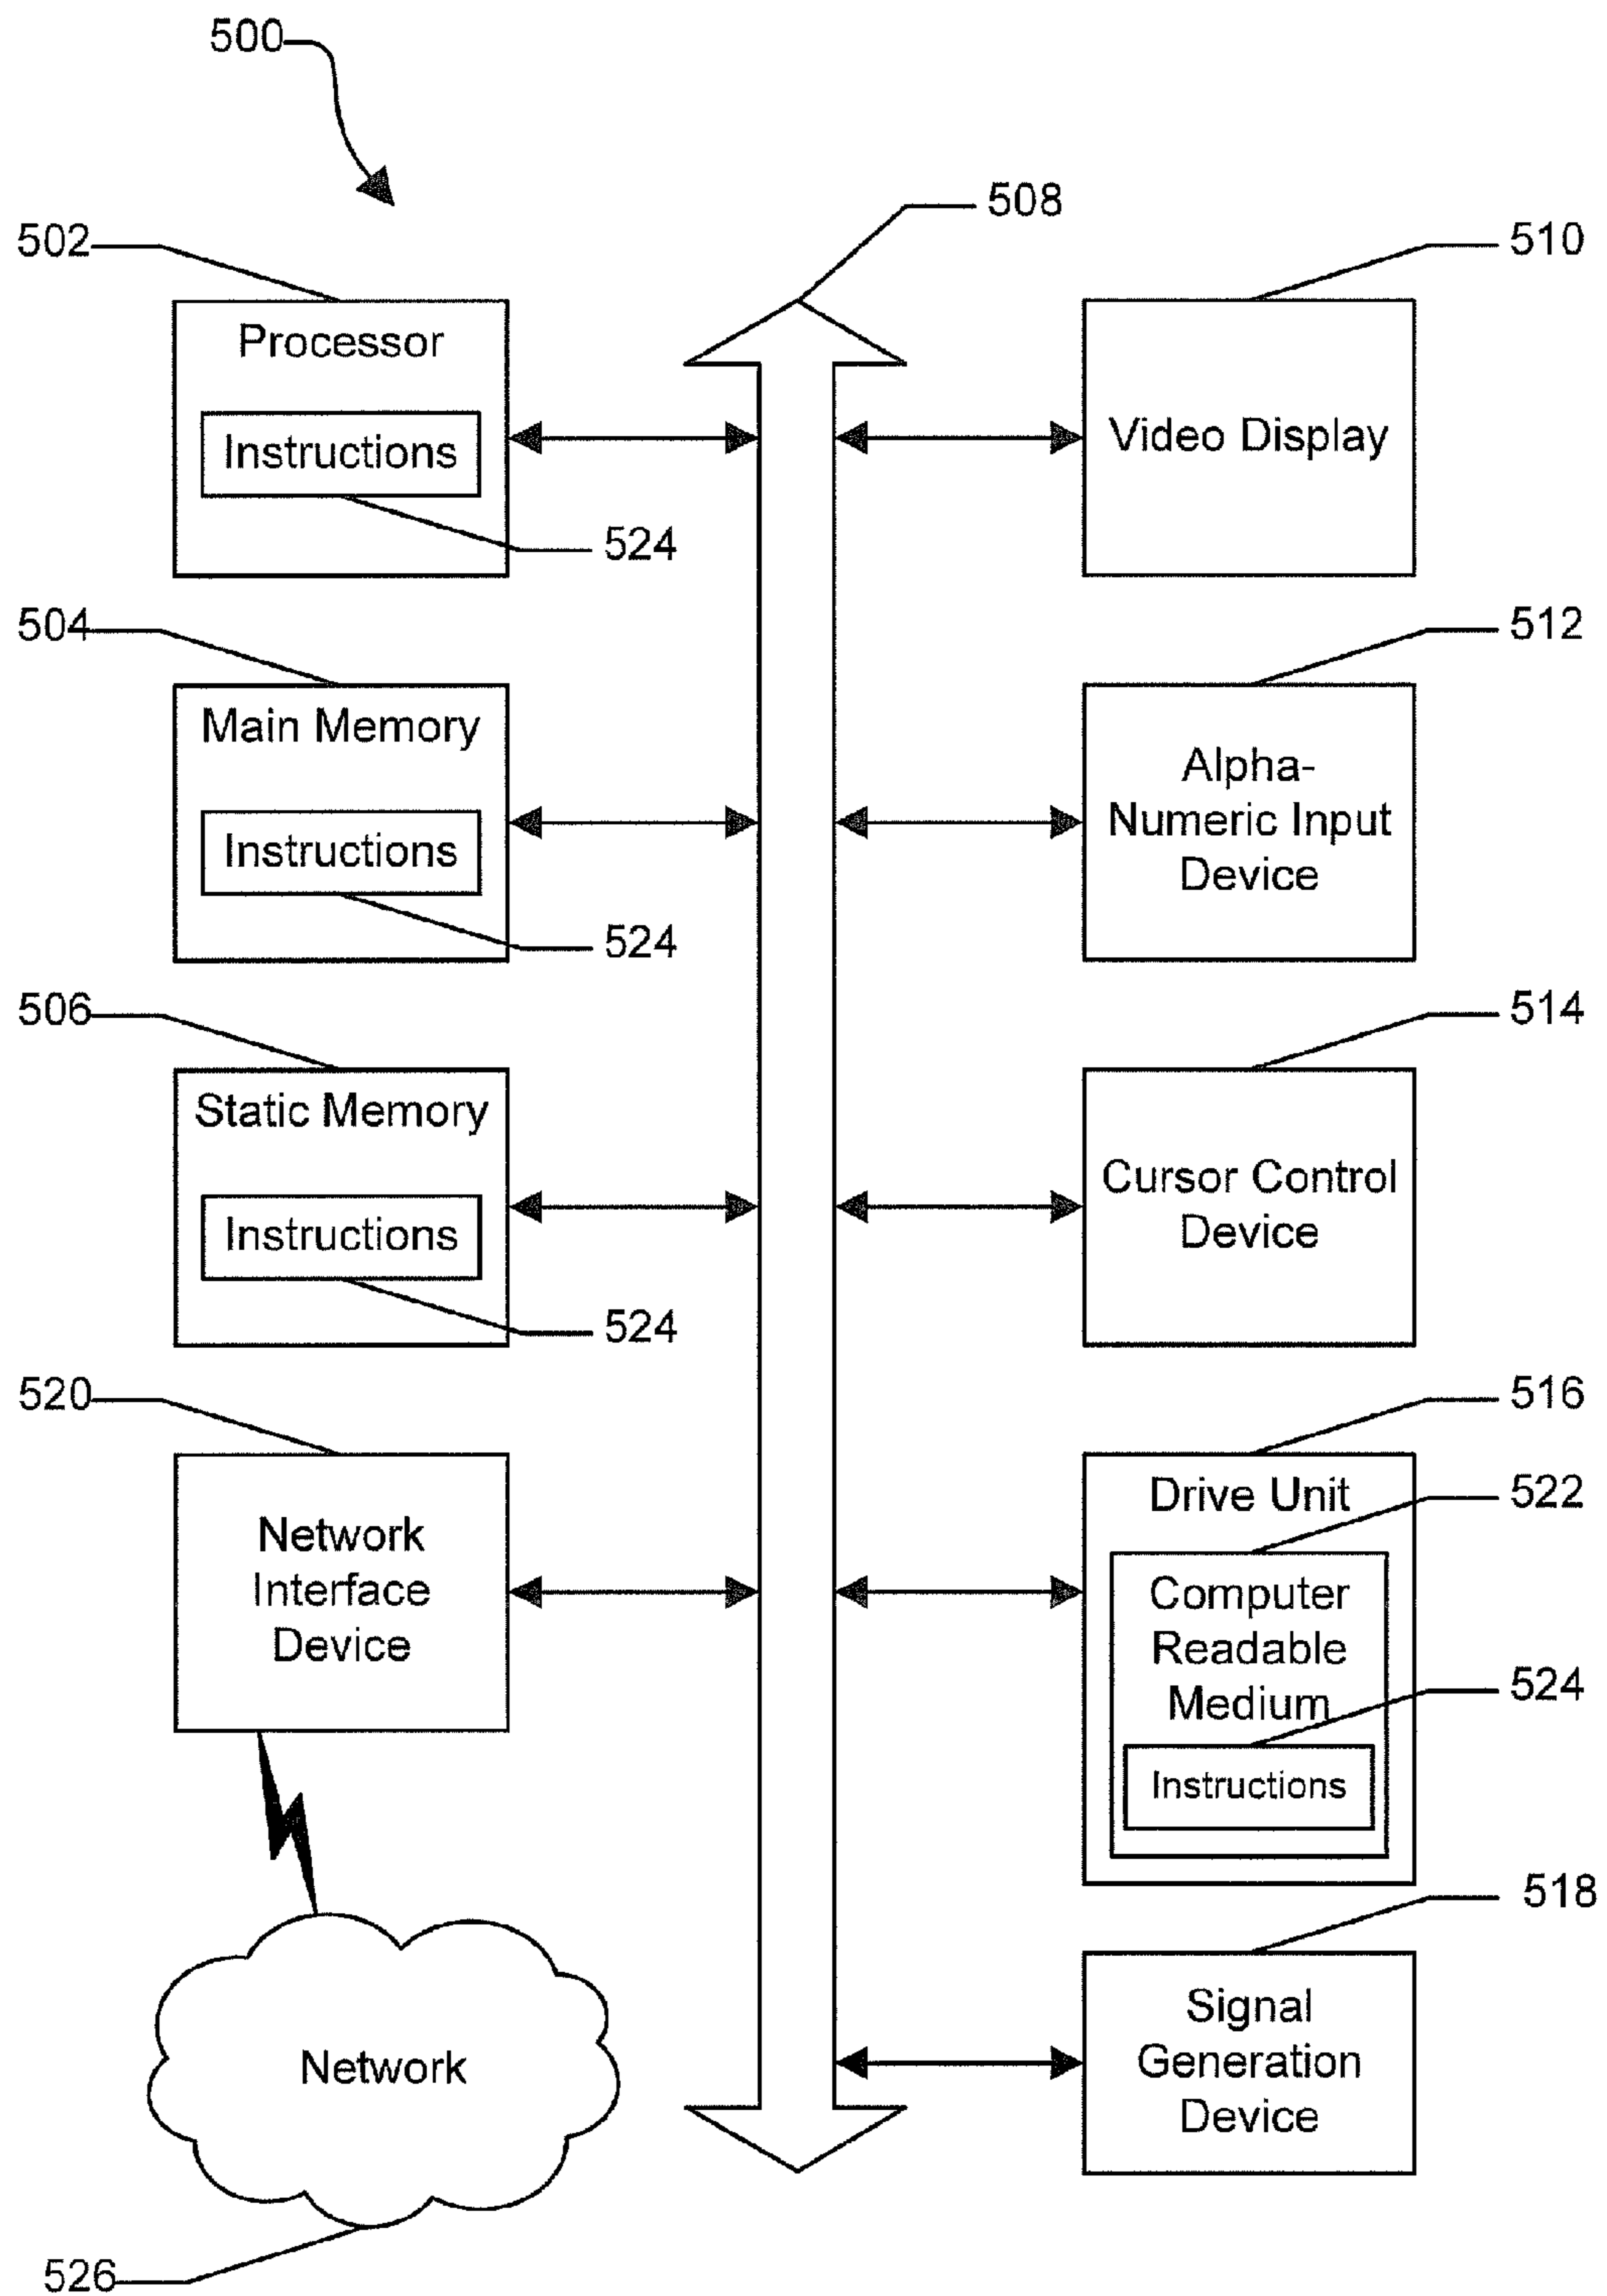 500
508
502
510
Processor
Instructions
524
Video Display
504
512
Main Memory
Instructions
524
Alpha-
Numeric Input
Device
506
514
Static Memory
Instructions
524
Cursor Control
Device
520
516
Network
Interface
Device
Drive Unit
522
Computer
Readable
Medium
524
Instructions
518
Signal
Generation
Device
Network
526